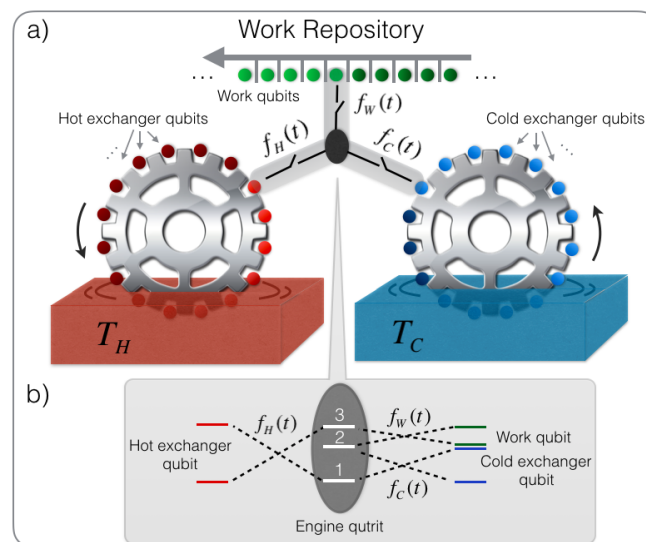 a)
Work Repository
... ...
Work qubits
Hot exchanger qubits
Cold exchanger qubits
...
...
f_H(t)
f_W(t)
f_C(t)
T_H
T_C
b)
f_H(t)
3
f_W(t)
2
Work qubit
Hot exchanger
qubit
1
Cold exchanger
qubit
f_C(t)
Engine qutrit